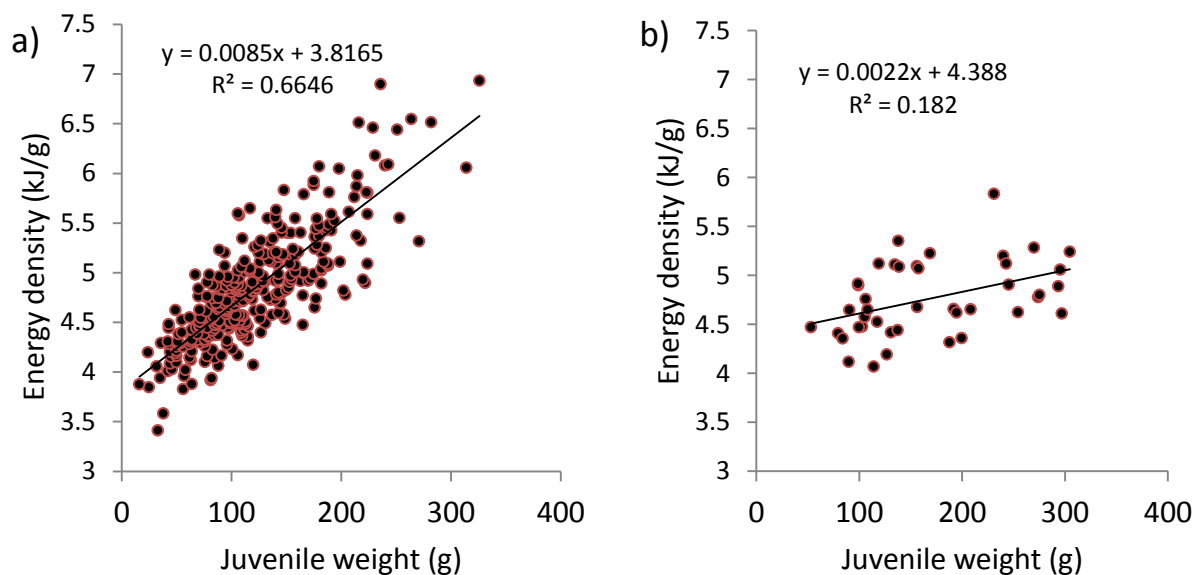 a)
y = 0.0085x + 3.8165
R² = 0.6646
Energy density (kJ/g)
7.5
7
6.5
6
5.5
5
4.5
4
3.5
3
0 100 200 300 400
Juvenile weight (g)
b)
y = 0.0022x + 4.388
R² = 0.182
Energy density (kJ/g)
7.5
7
6.5
6
5.5
5
4.5
4
3.5
3
0 100 200 300 400
Juvenile weight (g)